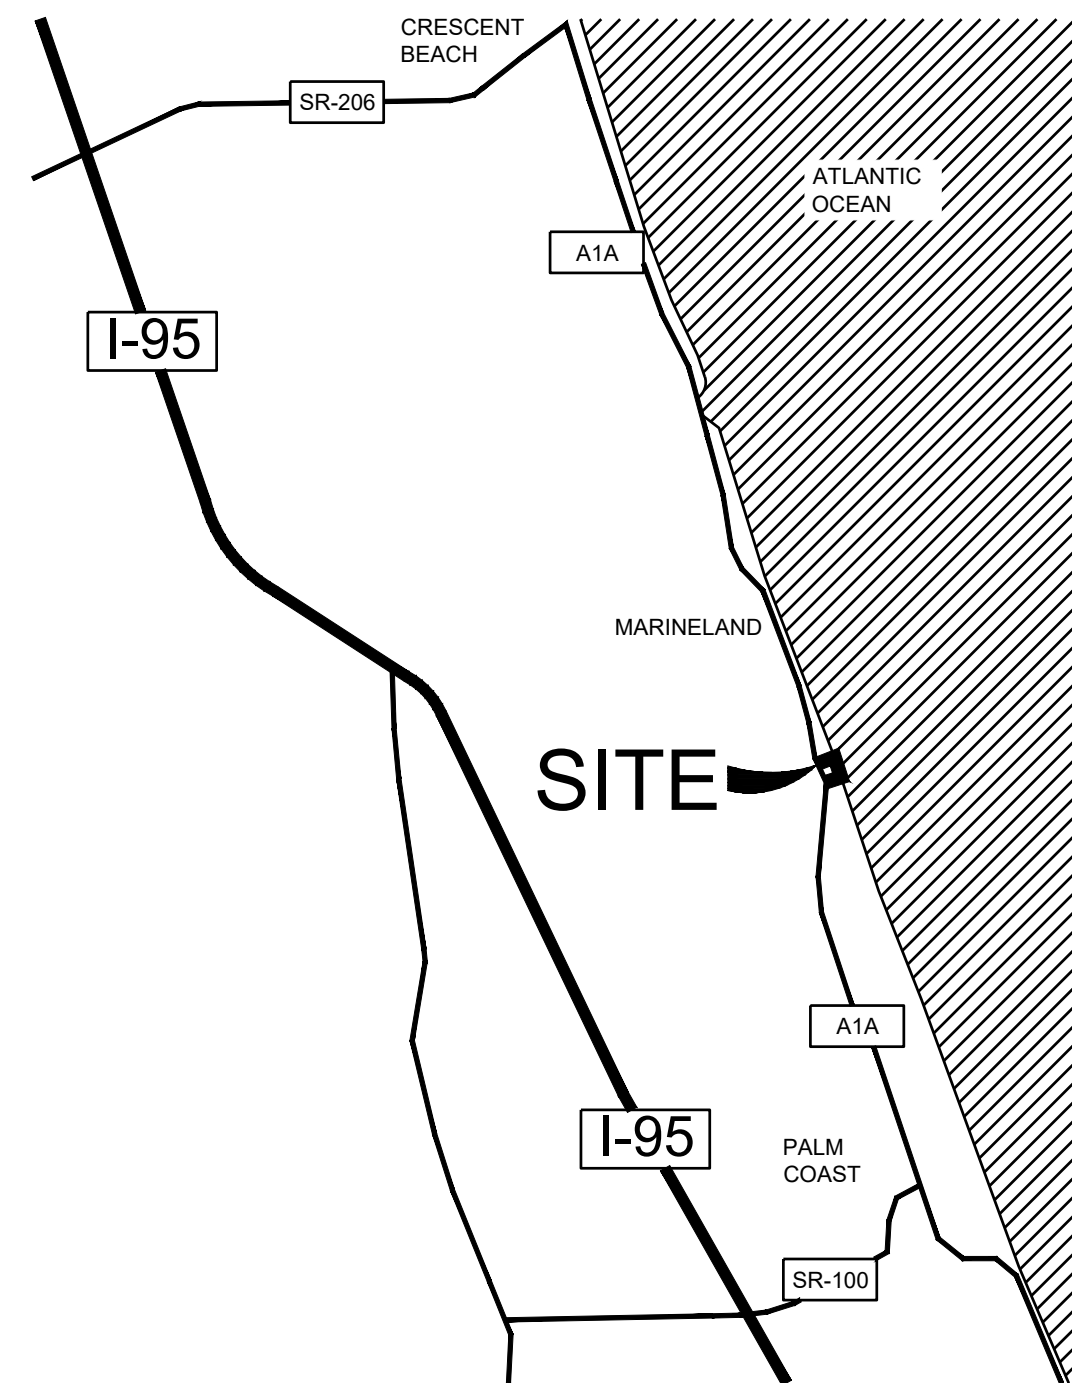 CRESCENT
BEACH
SR-206
ATLANTIC
OCEAN
A1A
I-95
MARINELAND
SITE
A1A
I-95
PALM
COAST
SR-100